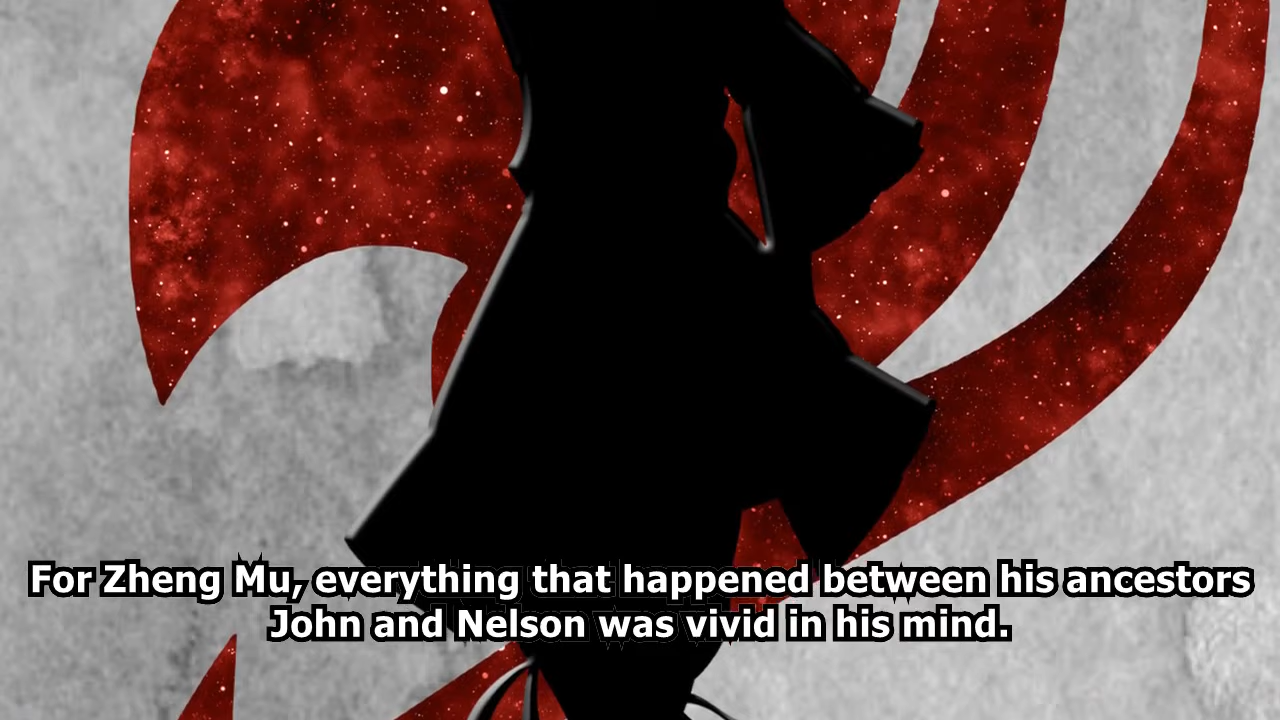 For Zheng Mu, everything that happened between his ancestors
John and Nelson was vivid in his mind.